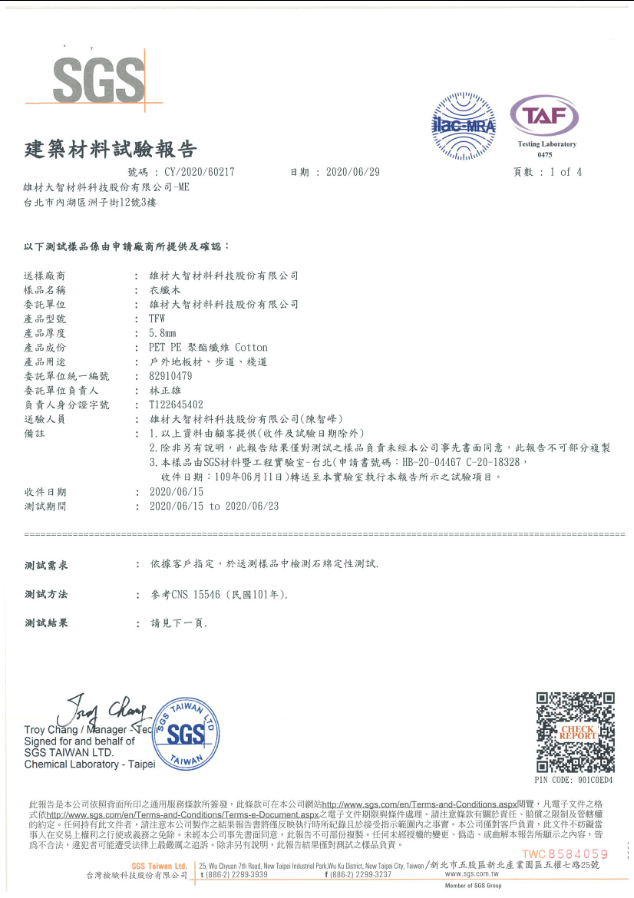 SGS
ilac-MRA
TAF
Testing Laboratory
0475
建築材料試驗報告
號碼 : CY/2020/60217 日期 : 2020/06/29 頁數 : 1 of 4
雄材大智材料科技股份有限公司-ME
台北市內湖區洲子街12號3樓
以下測試樣品係由申請廠商所提供及確認：
送樣廠商 : 雄材大智材料科技股份有限公司
樣品名稱 : 衣纖木
委託單位 : 雄材大智材料科技股份有限公司
產品型號 : TFW
產品厚度 : 5.8mm
產品成份 : PET PE 聚酯纖維 Cotton
產品用途 : 戶外地板材、步道、棧道
委託單位統一編號 : 82910479
委託單位負責人 : 林正雄
負責人身分證字號 : T122645402
送驗人員 : 雄材大智材料科技股份有限公司(陳智峰)
備註 : 1.以上資料由顧客提供(收件及試驗日期除外)
2.除非另有說明，此報告結果僅對測試之樣品負責未經本公司事先書面同意，此報告不可部分複製
3.本樣品由SGS材料暨工程實驗室-台北(申請書號碼：HB-20-04467 C-20-18328，
收件日期：109年06月11日)轉送至本實驗室執行本報告所示之試驗項目。
收件日期 : 2020/06/15
測試期間 : 2020/06/15 to 2020/06/23
測試需求 : 依據客戶指定，於送測樣品中檢測石綿定性測試.
測試方法 : 參考CNS 15546 (民國101年).
測試結果 : 請見下一頁.
Troy Chang
Troy Chang / Manager - Tec
Signed for and behalf of
SGS TAIWAN LTD.
Chemical Laboratory - Taipei
SGS TAIWAN LTD
SGS
TAIWAN
CHECK
REPORT
PIN CODE: 001C0ED4
此報告是本公司依照背面所印之通用服務條款所簽發，此條款可在本公司網站http://www.sgs.com/en/Terms-and-Conditions.aspx閱覽，凡電子文件之格
式依http://www.sgs.com/en/Terms-and-Conditions/Terms-e-Document.aspx之電子文件期限與條件處理。請注意條款有關於責任、賠償之限制及管轄權
的約定。任何持有此文件者，請注意本公司製作之結果報告書將僅反映執行時所紀錄且於接受指示範圍內之事實。本公司僅對客戶負責，此文件不妨礙當
事人在交易上權利之行使或義務之免除。未經本公司事先書面同意，此報告不可部份複製。任何未經授權的變更、偽造、或曲解本報告所顯示之內容，皆
為不合法，違犯者可能遭受法律上最嚴厲之追訴。除非另有說明，此報告結果僅對測試之樣品負責。
TWC8584059
SGS Taiwan Ltd. 25, Wu Chyuan 7th Road, New Taipei Industrial Park, Wu Ku District, New Taipei City, Taiwan /新北市五股區新北產業園區五權七路25號
台灣檢驗科技股份有限公司 t (886-2) 2299-3939 f (886-2) 2299-3237 www.sgs.com.tw
Member of SGS Group